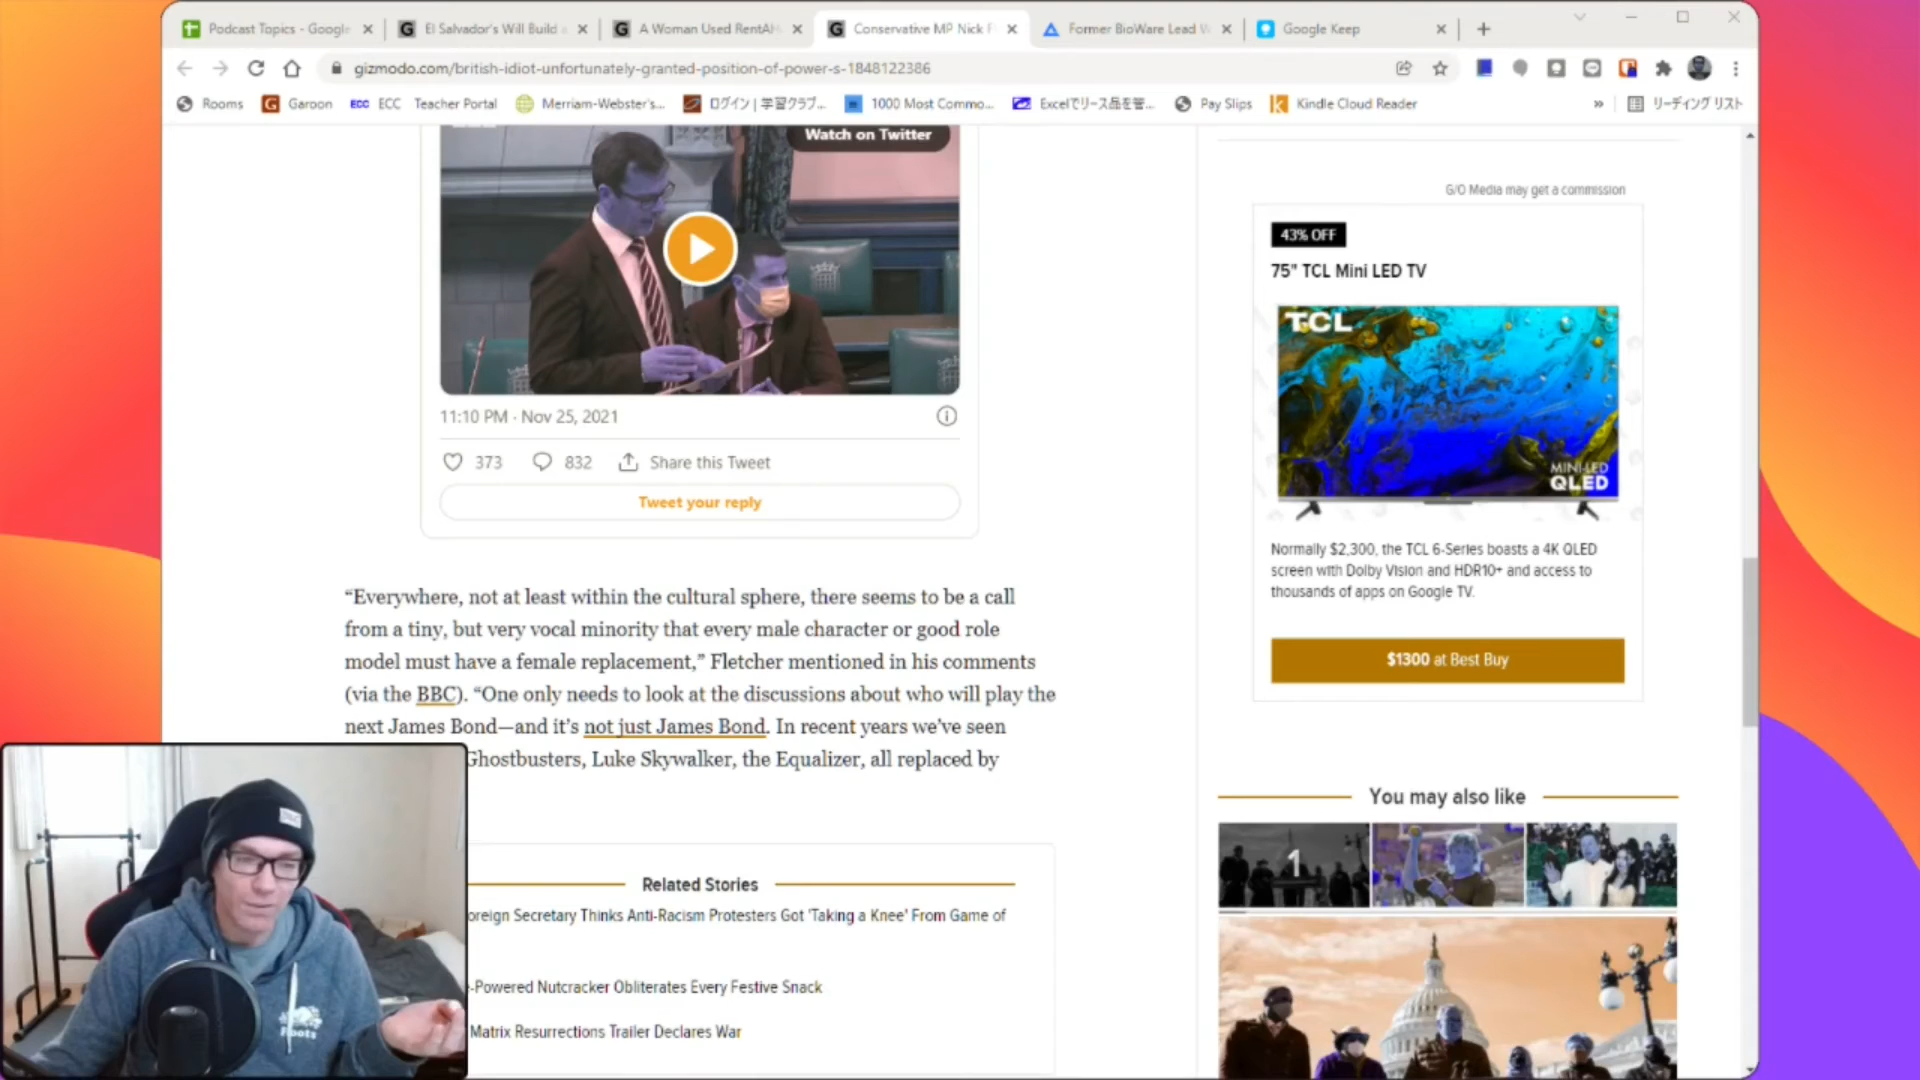 Podcast Topics - Google
El Salvador's Will Build a
A Woman Used RentAH
Conservative MP Nick F
Former BioWare Lead W
Google Keep
gizmodo.com/british-idiot-unfortunately-granted-position-of-power-s-1848122386
Rooms
Garoon
ECC ECC
Teacher Portal
Merriam-Webster's...
ログイン | 学習クラブ...
1000 Most Commo...
Excelでリース品を管...
Pay Slips
Kindle Cloud Reader
»
リーディング リスト
Watch on Twitter
11:10 PM · Nov 25, 2021
373
832
Share this Tweet
Tweet your reply
“Everywhere, not at least within the cultural sphere, there seems to be a call
from a tiny, but very vocal minority that every male character or good role
model must have a female replacement,” Fletcher mentioned in his comments
(via the BBC). “One only needs to look at the discussions about who will play the
next James Bond—and it’s not just James Bond. In recent years we’ve seen
Ghostbusters, Luke Skywalker, the Equalizer, all replaced by
Related Stories
oreign Secretary Thinks Anti-Racism Protesters Got 'Taking a Knee' From Game of
-Powered Nutcracker Obliterates Every Festive Snack
Matrix Resurrections Trailer Declares War
G/O Media may get a commission
43% OFF
75" TCL Mini LED TV
TCL
MINI-LED
QLED
Normally $2,300, the TCL 6-Series boasts a 4K QLED
screen with Dolby Vision and HDR10+ and access to
thousands of apps on Google TV.
$1300 at Best Buy
You may also like
1
Roots